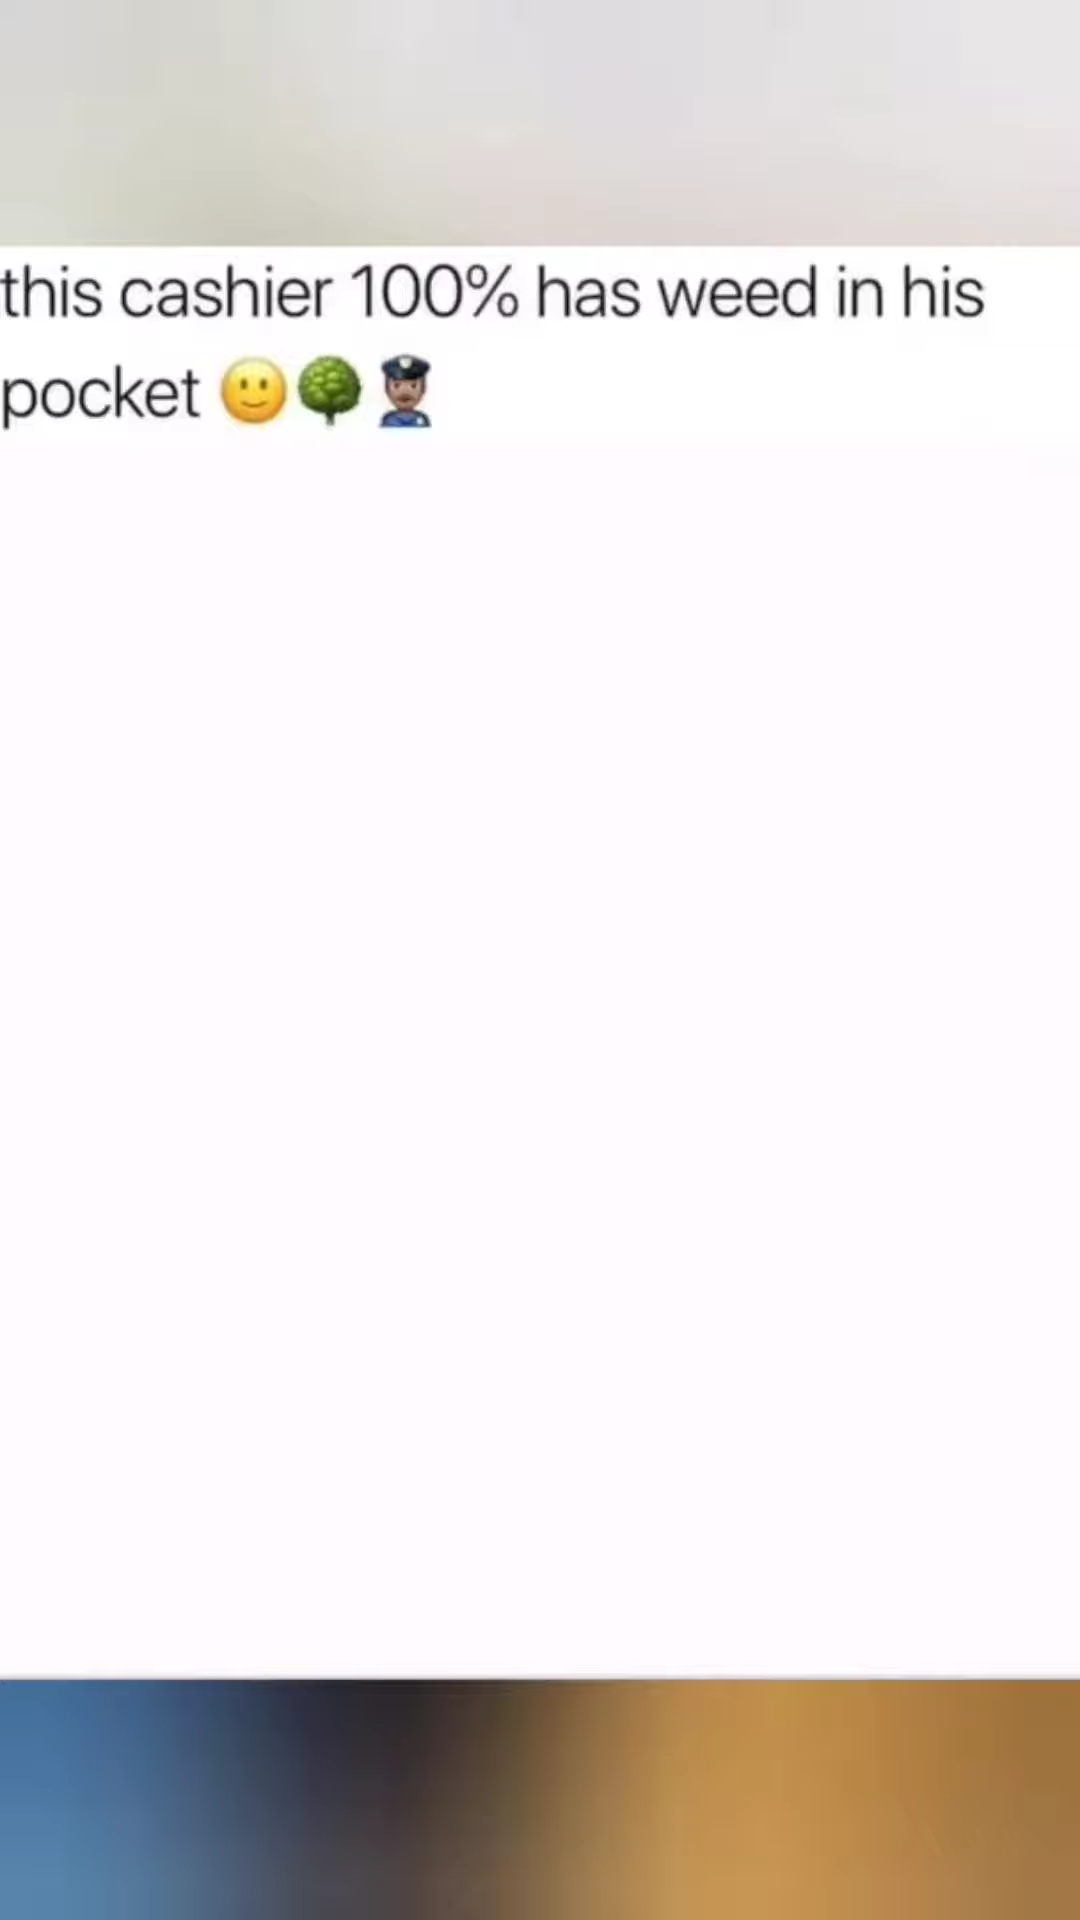 this cashier 100% has weed in his
pocket 🙂🌳👮🏽